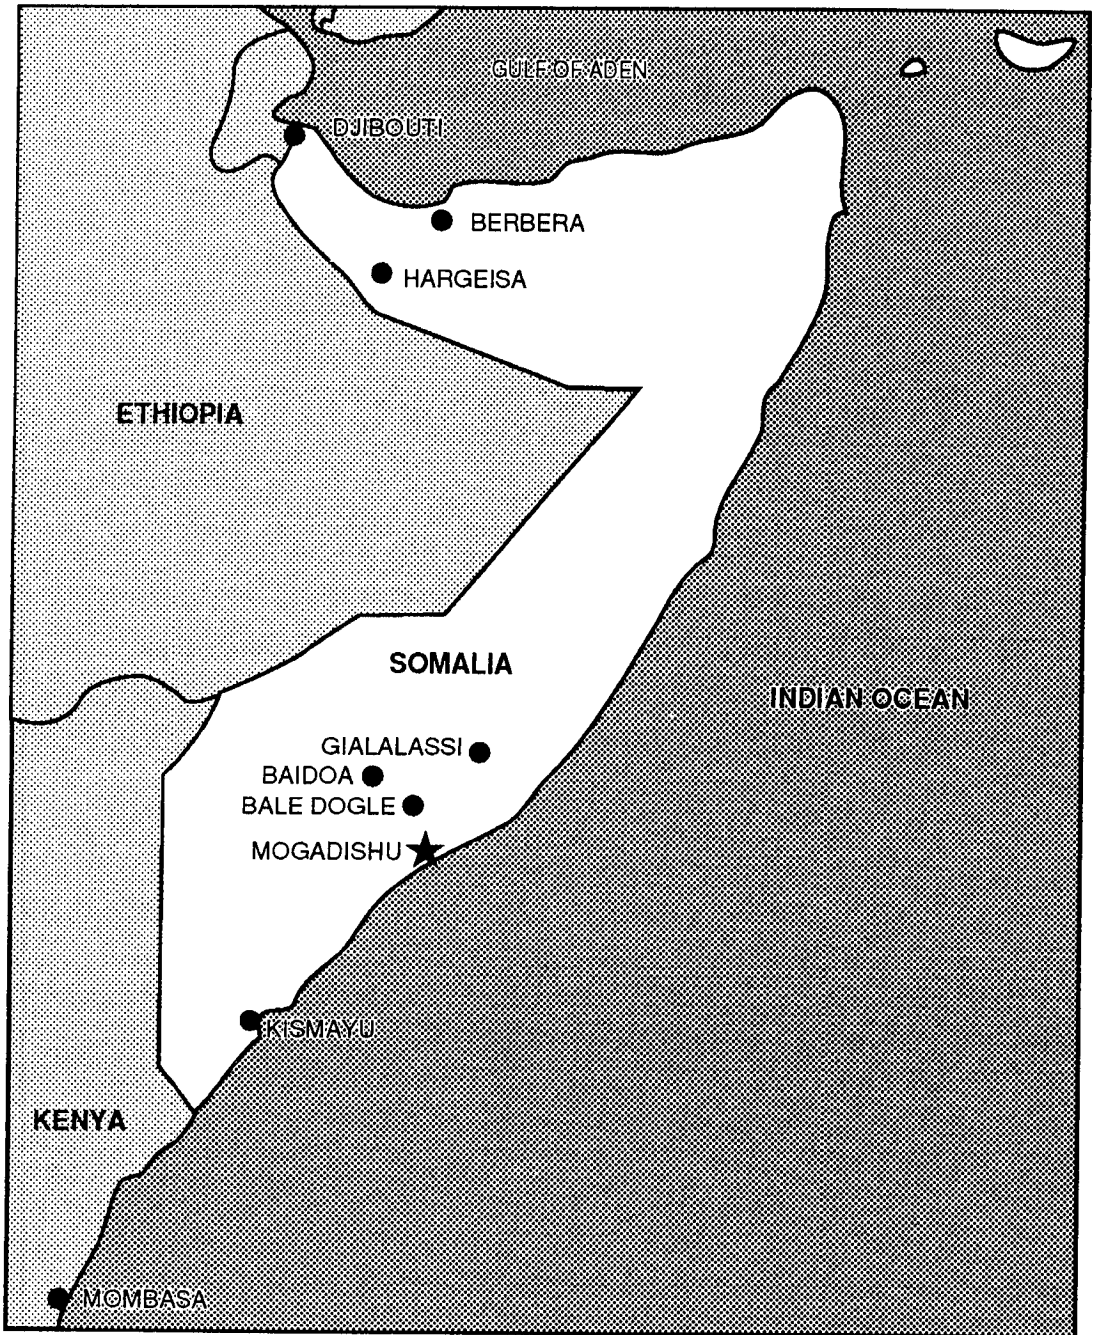 GULF OF ADEN
DJIBOUTI
BERBERA
HARGEISA
ETHIOPIA
SOMALIA
INDIAN OCEAN
GIALALASSI
BAIDOA
BALE DOGLE
MOGADISHU
KISMAYU
KENYA
MOMBASA